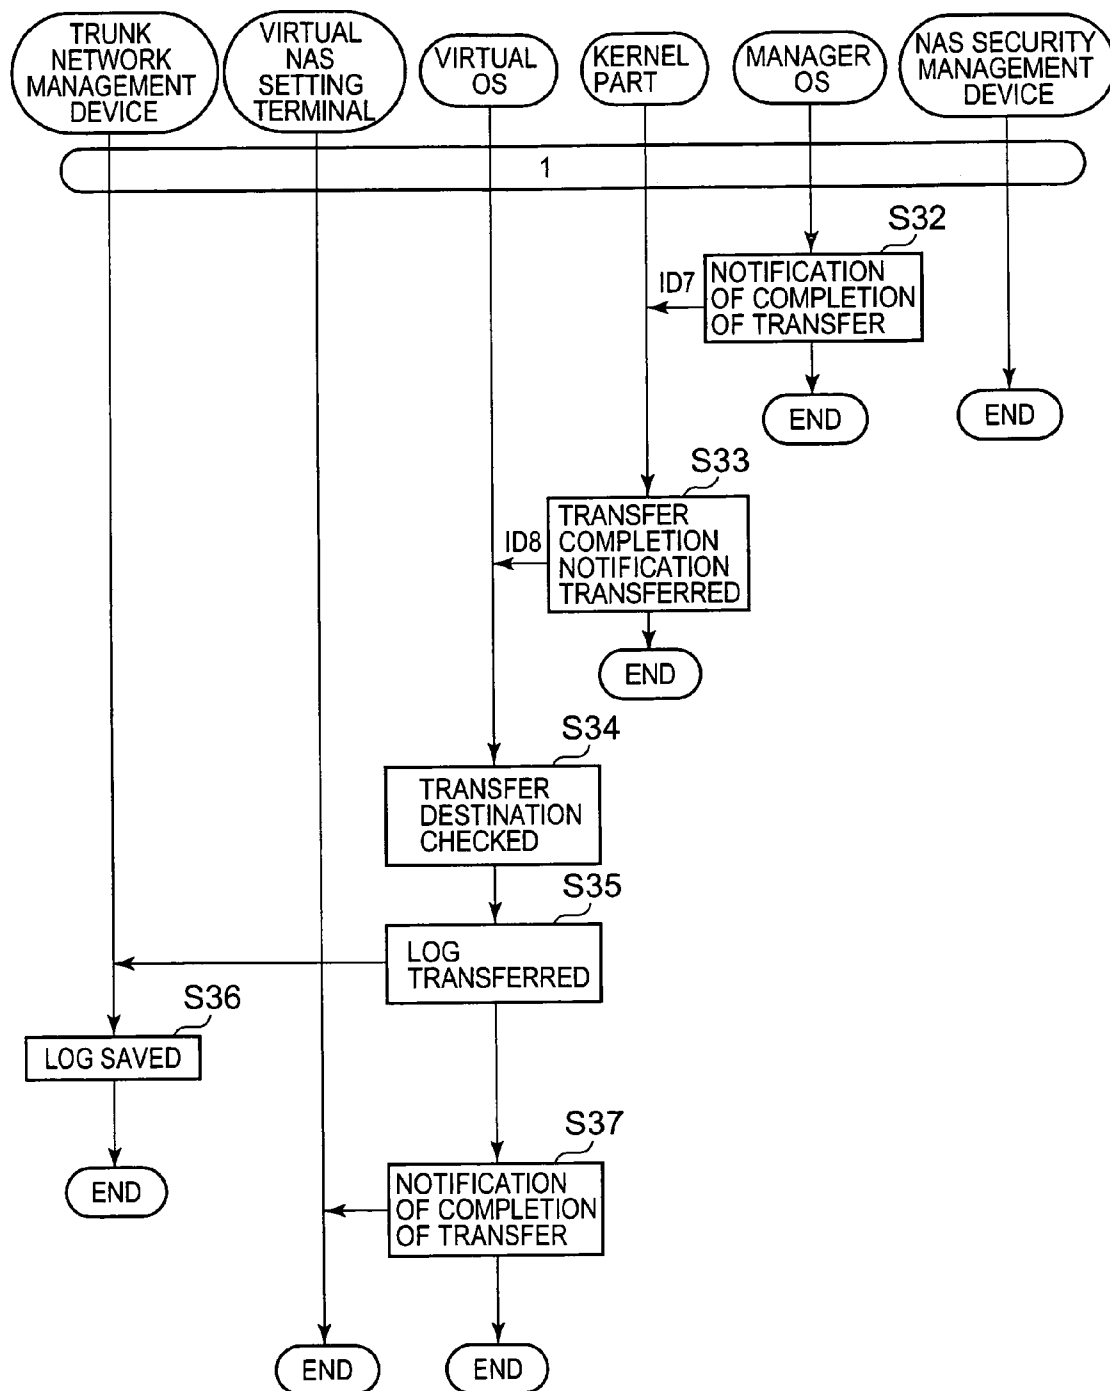 TRUNK
NETWORK
MANAGEMENT
DEVICE
VIRTUAL
NAS
SETTING
TERMINAL
VIRTUAL
OS
KERNEL
PART
MANAGER
OS
NAS SECURITY
MANAGEMENT
DEVICE
1
S32
ID7
NOTIFICATION
OF COMPLETION
OF TRANSFER
END
END
S33
ID8
TRANSFER
COMPLETION
NOTIFICATION
TRANSFERRED
END
S34
TRANSFER
DESTINATION
CHECKED
S35
LOG
TRANSFERRED
S36
LOG SAVED
END
S37
NOTIFICATION
OF COMPLETION
OF TRANSFER
END
END